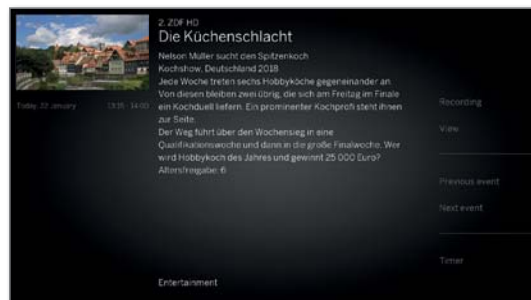 2. ZDF HD
Die Küchenschlacht
Nelson Müller sucht den Spitzenkoch
Kochshow, Deutschland 2018
Jede Woche treten sechs Hobbyköche gegeneinander an.
Von diesen bleiben zwei übrig, die sich am Freitag im Finale
ein Kochduell liefern. Ein prominenter Kochprofi steht ihnen
zur Seite.
Der Weg führt über den Wochensieg in eine
Qualifikationswoche und dann in die große Finalwoche. Wer
wird Hobbykoch des Jahres und gewinnt 25 000 Euro?
Altersfreigabe: 6
Today, 22 January 13:15 - 14:00
Recording
View
Previous event
Next event
Timer
Entertainment